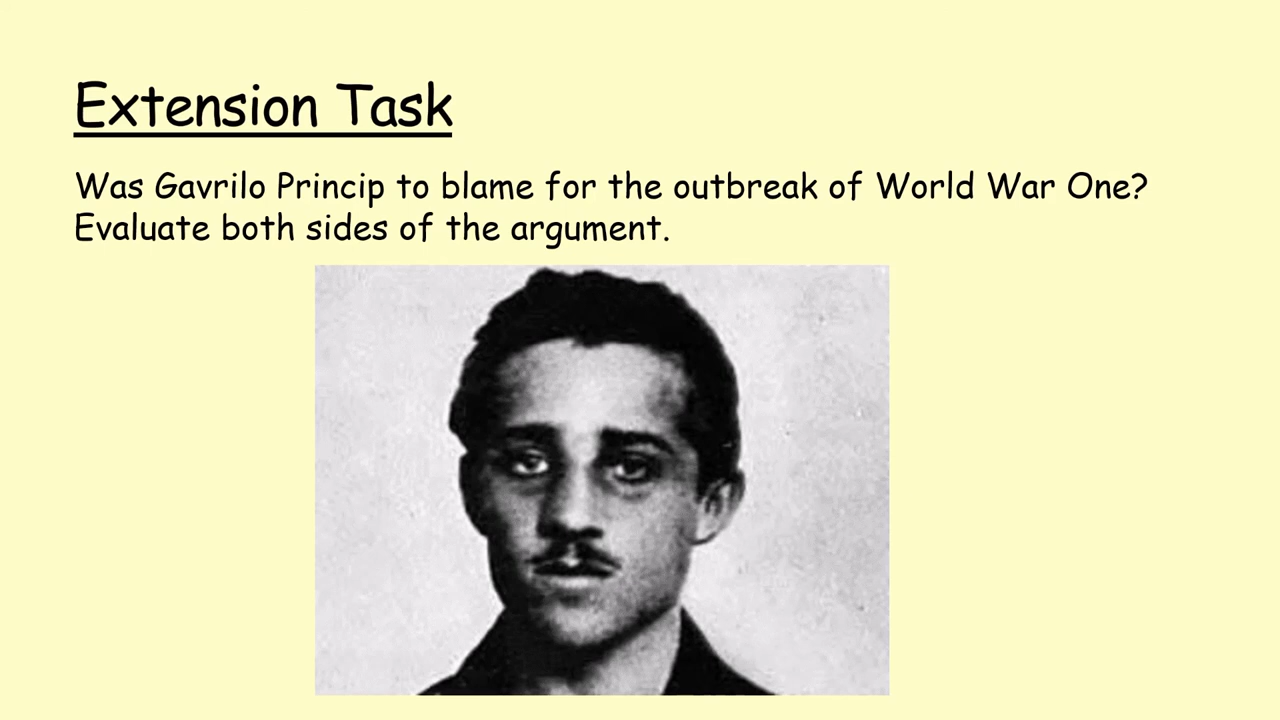 Extension Task
Was Gavrilo Princip to blame for the outbreak of World War One?
Evaluate both sides of the argument.